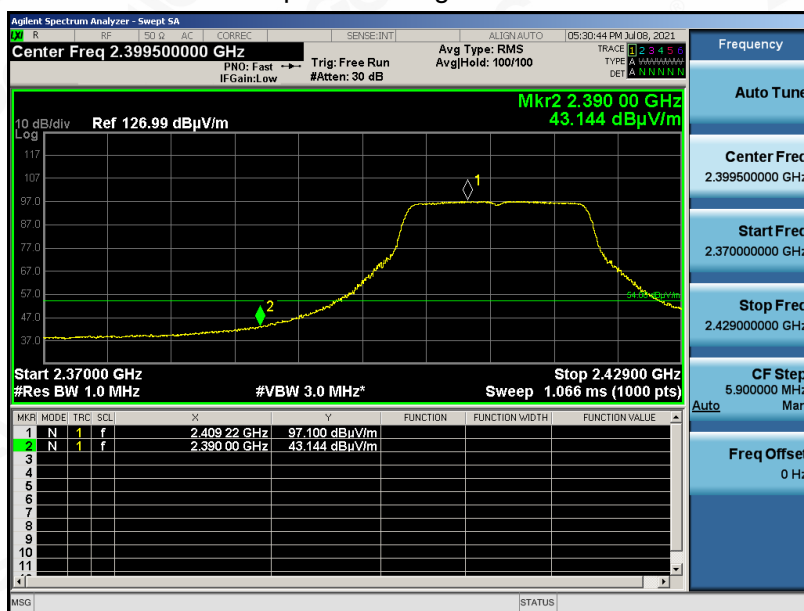 Agilent Spectrum Analyzer - Swept SA
LXI R RF 50 Ω AC CORREC SENSE:INT ALIGN AUTO 05:30:44 PM Jul 08, 2021
Center Freq 2.399500000 GHz
PNO: Fast
IFGain:Low
Trig: Free Run
#Atten: 30 dB
Avg Type: RMS
Avg|Hold: 100/100
TRACE 1 2 3 4 5 6
TYPE A
DET A N N N N N
Mkr2 2.390 00 GHz
43.144 dBµV/m
10 dB/div Ref 126.99 dBµV/m
Log
117
107
97.0
87.0
77.0
67.0
57.0
47.0
37.0
1
2
Start 2.37000 GHz Stop 2.42900 GHz
#Res BW 1.0 MHz #VBW 3.0 MHz* Sweep 1.066 ms (1000 pts)
MKR MODE TRC SCL X Y FUNCTION FUNCTION WIDTH FUNCTION VALUE
1 N 1 f 2.409 22 GHz 97.100 dBµV/m
2 N 1 f 2.390 00 GHz 43.144 dBµV/m
3
4
5
6
7
8
9
10
11
MSG STATUS
Frequency
Auto Tune
Center Freq
2.399500000 GHz
Start Freq
2.370000000 GHz
Stop Freq
2.429000000 GHz
CF Step
5.900000 MHz
Auto Man
Freq Offset
0 Hz